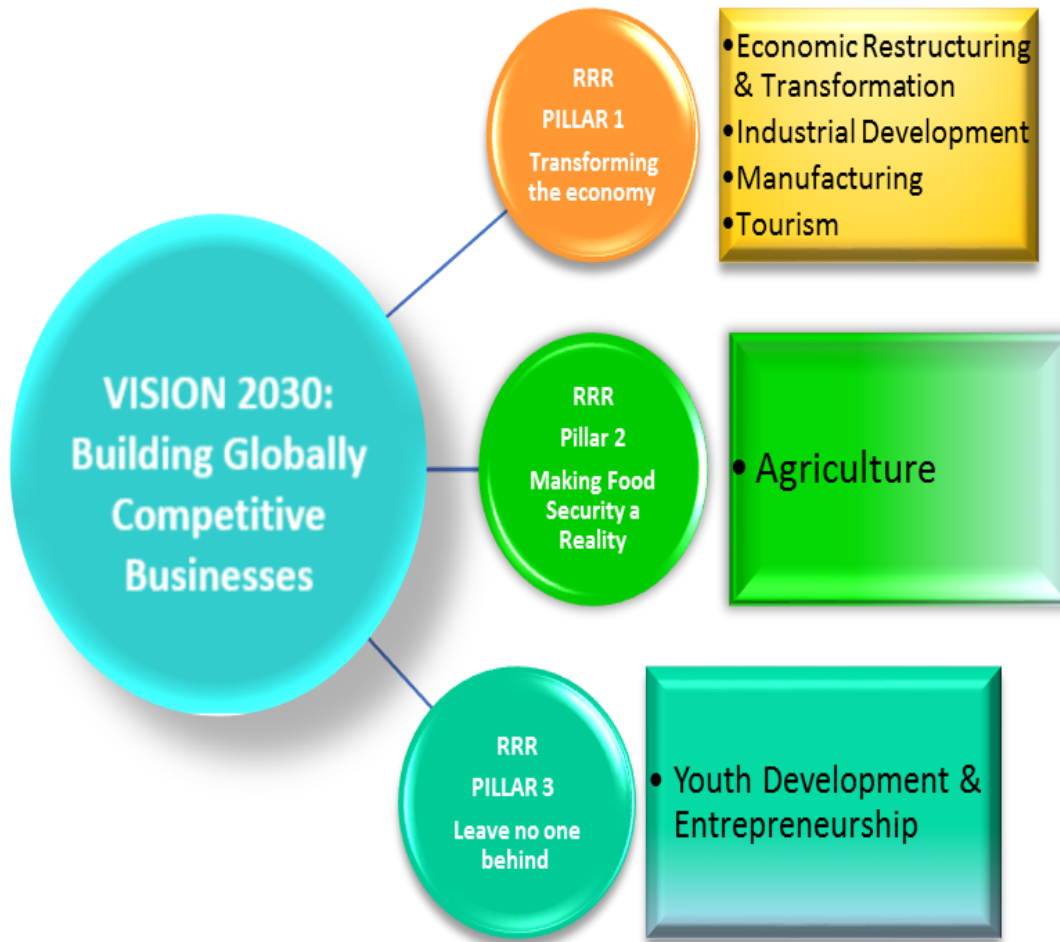 VISION 2030:
Building Globally
Competitive
Businesses
RRR
PILLAR 1
Transforming
the economy
•Economic Restructuring
& Transformation
•Industrial Development
•Manufacturing
•Tourism
RRR
Pillar 2
Making Food
Security a
Reality
• Agriculture
RRR
PILLAR 3
Leave no one
behind
• Youth Development &
Entrepreneurship